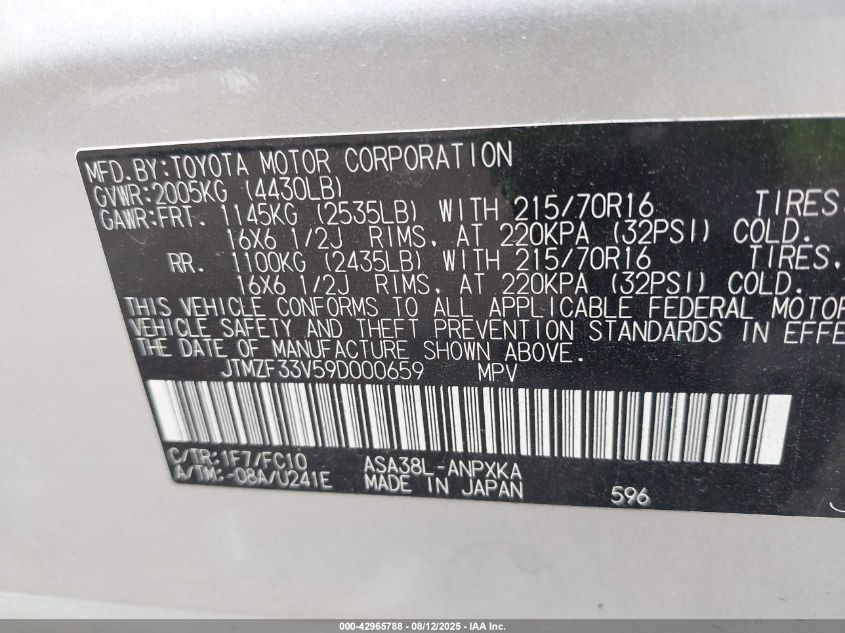 MFD.BY:TOYOTA MOTOR CORPORATION
GVWR:2005KG (4430LB)
GAWR:FRT. 1145KG (2535LB) WITH 215/70R16 TIRES.
16X6 1/2J RIMS, AT 220KPA (32PSI) COLD.
RR. 1100KG (2435LB) WITH 215/70R16 TIRES.
16X6 1/2J RIMS, AT 220KPA (32PSI) COLD.
THIS VEHICLE CONFORMS TO ALL APPLICABLE FEDERAL MOTOR
VEHICLE SAFETY AND THEFT PREVENTION STANDARDS IN EFFE
THE DATE OF MANUFACTURE SHOWN ABOVE.
JTMZF33V59D000659 MPV
C/TR:1F7/FC10 ASA38L-ANPXKA
A/TM:-08A/U241E MADE IN JAPAN 596
000-42965788 - 08/12/2025 - IAA Inc.